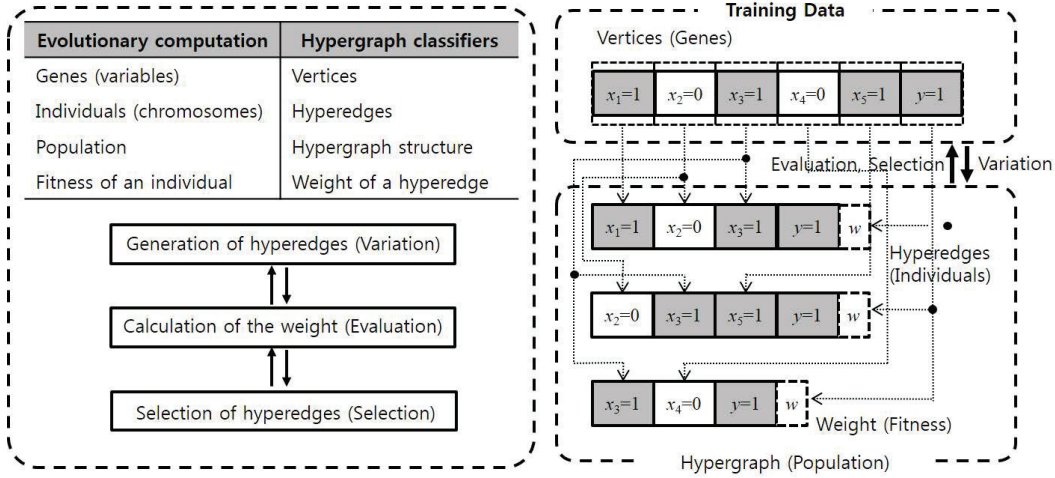 Evolutionary computation Hypergraph classifiers
Genes (variables) Vertices
Individuals (chromosomes) Hyperedges
Population Hypergraph structure
Fitness of an individual Weight of a hyperedge
Generation of hyperedges (Variation)
Calculation of the weight (Evaluation)
Selection of hyperedges (Selection)
Training Data
Vertices (Genes)
x₁=1 x₂=0 x₃=1 x₄=0 x₅=1 y=1
Evaluation, Selection Variation
x₁=1 x₂=0 x₃=1 y=1 w
Hyperedges
(Individuals)
x₂=0 x₃=1 x₅=1 y=1 w
x₃=1 x₄=0 y=1 w
Weight (Fitness)
Hypergraph (Population)